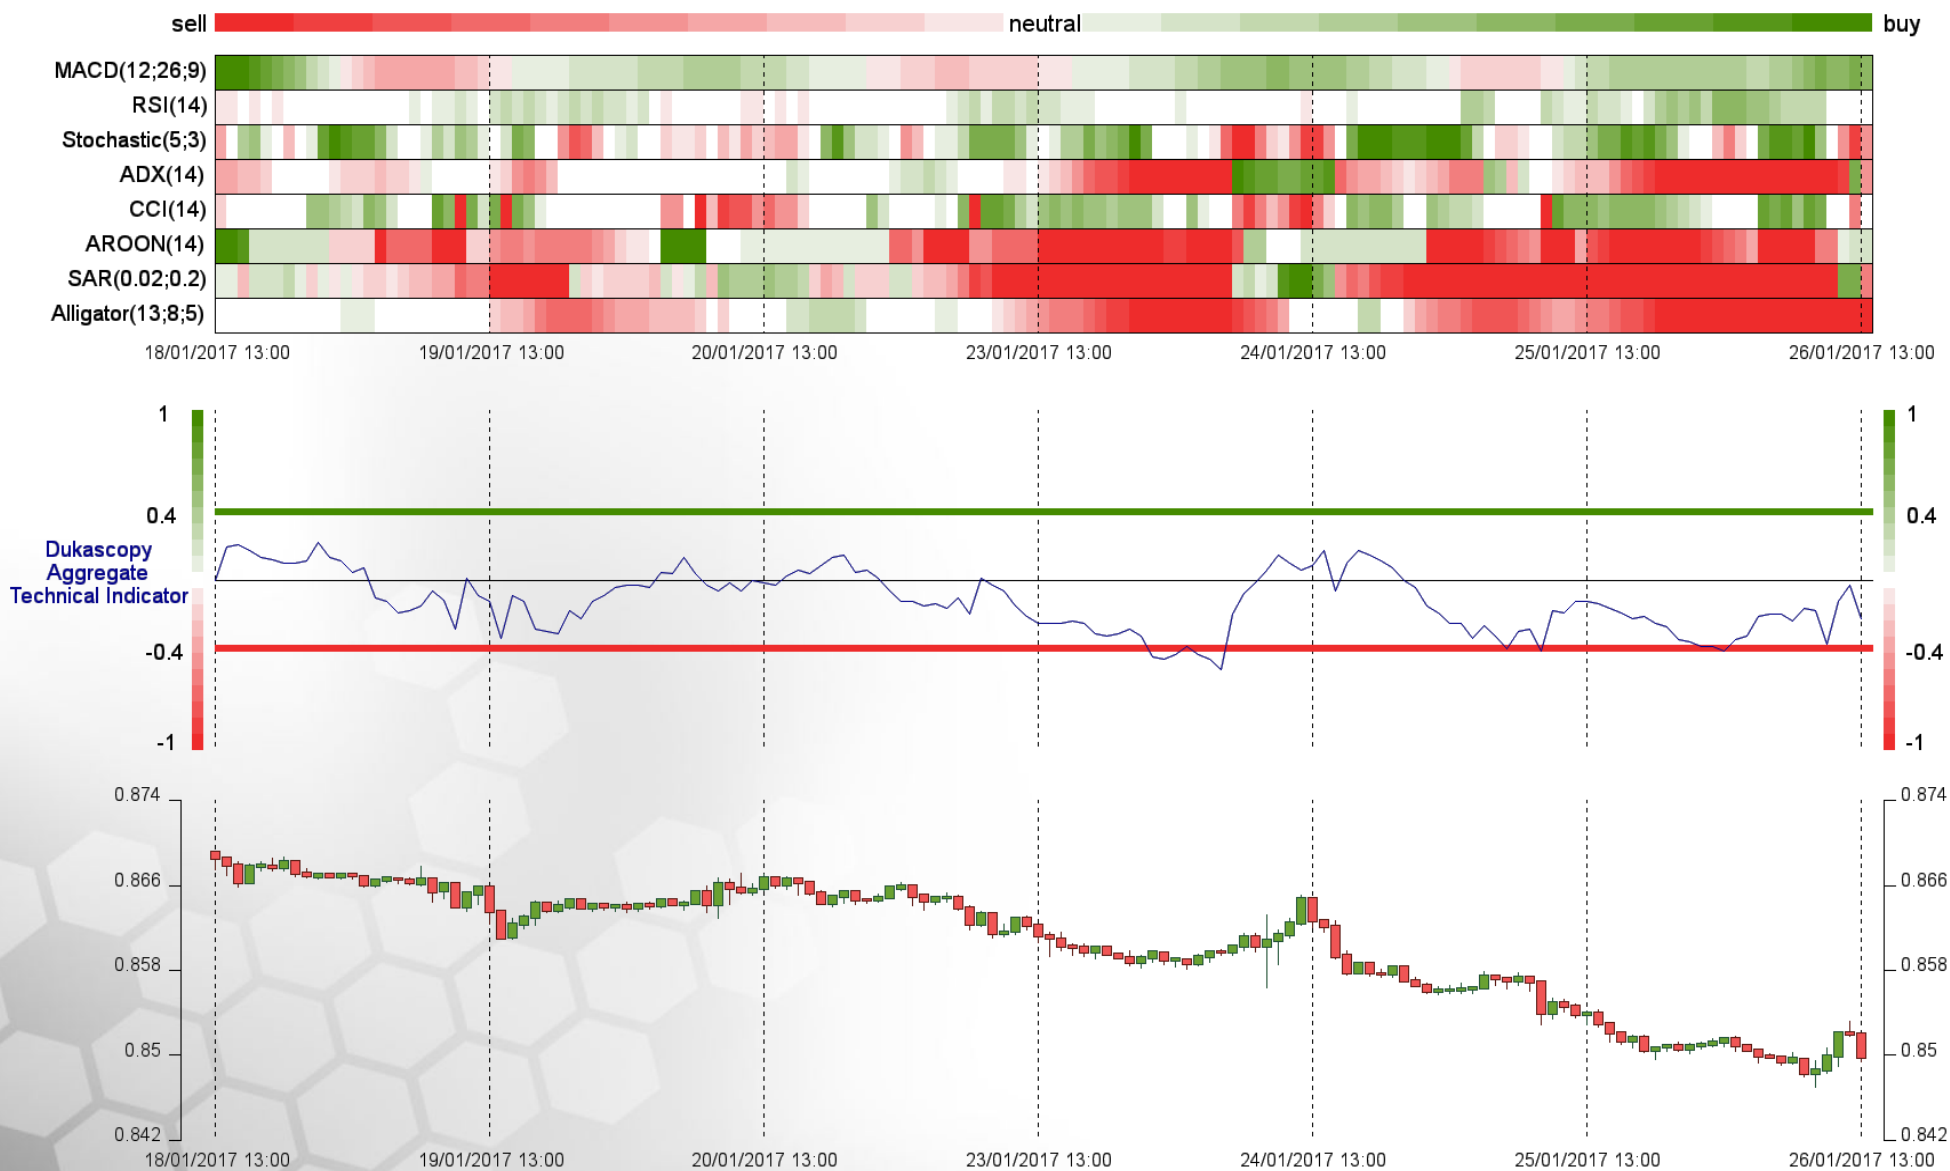 sell neutral buy
MACD(12;26;9)
RSI(14)
Stochastic(5;3)
ADX(14)
CCI(14)
AROON(14)
SAR(0.02;0.2)
Alligator(13;8;5)
18/01/2017 13:00 19/01/2017 13:00 20/01/2017 13:00 23/01/2017 13:00 24/01/2017 13:00 25/01/2017 13:00 26/01/2017 13:00
1 1
0.4 0.4
Dukascopy
Aggregate
Technical Indicator
-0.4 -0.4
-1 -1
0.874 0.874
0.866 0.866
0.858 0.858
0.85 0.85
0.842 0.842
18/01/2017 13:00 19/01/2017 13:00 20/01/2017 13:00 23/01/2017 13:00 24/01/2017 13:00 25/01/2017 13:00 26/01/2017 13:00